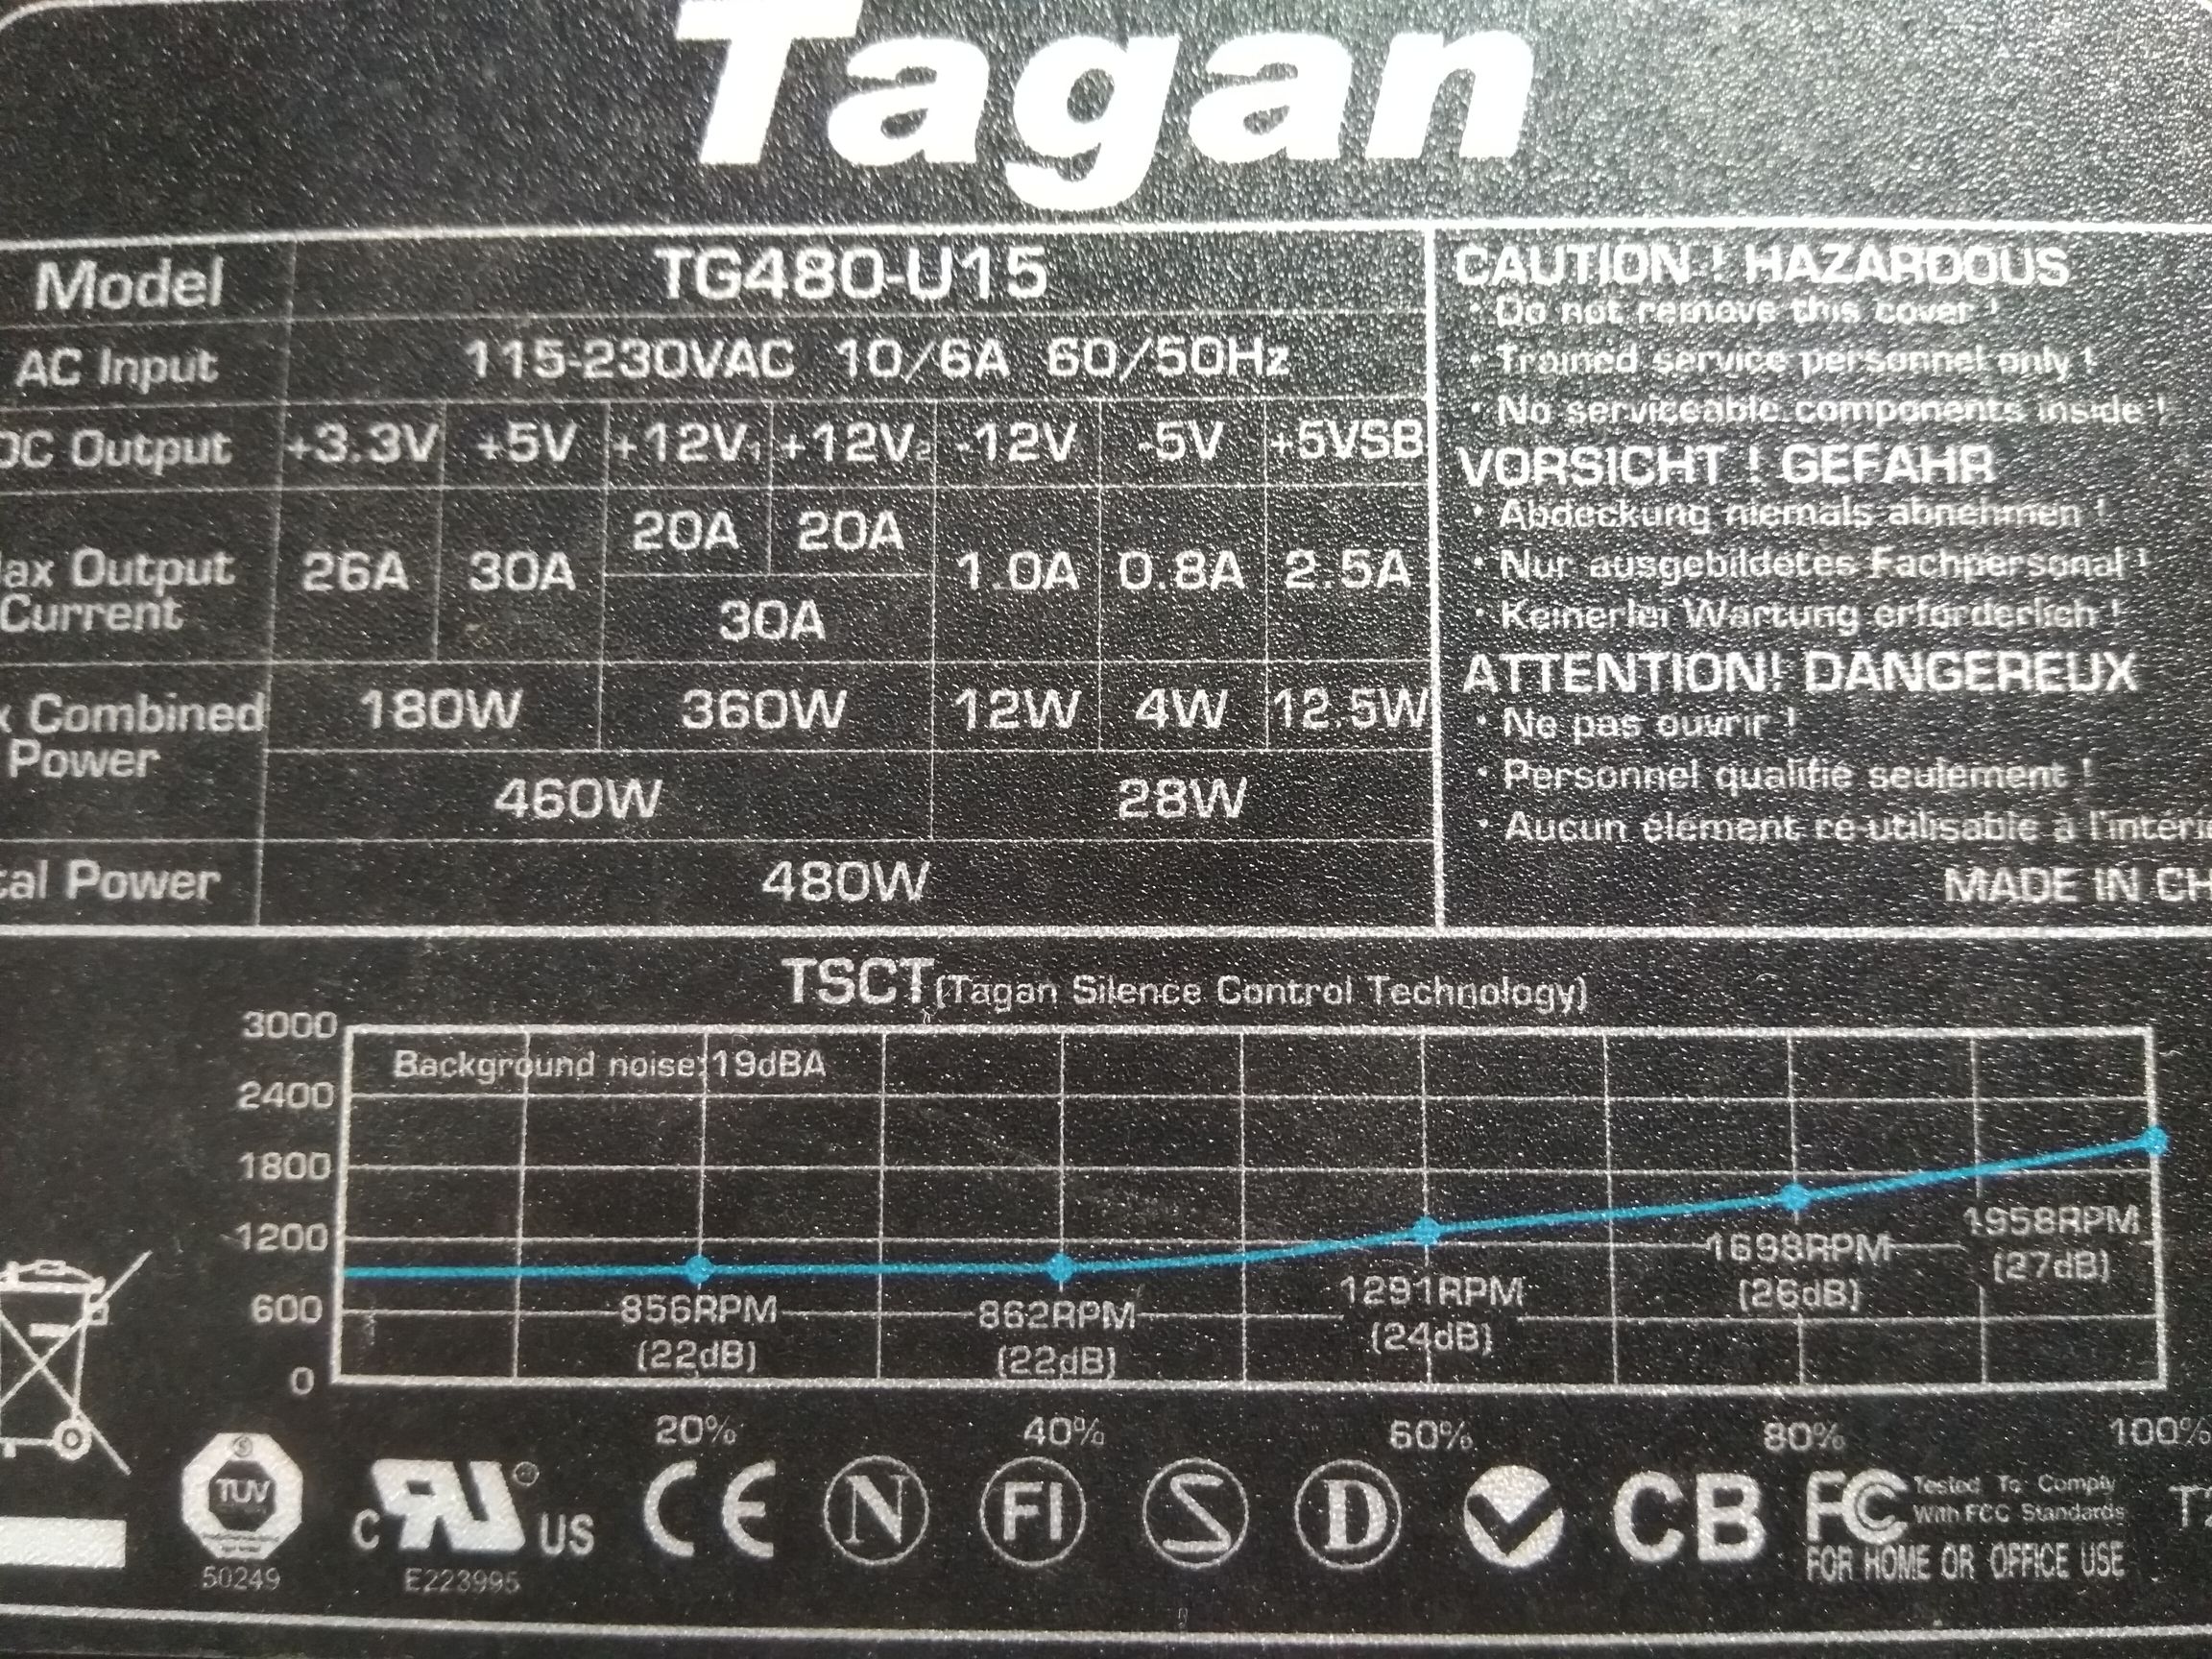 Tagan
Model TG480-U15
AC Input 115-230VAC 10/6A 60/50Hz
DC Output +3.3V +5V +12V1 +12V2 -12V -5V +5VSB
ax Output Current 26A 30A 20A 20A 30A 1.0A 0.8A 2.5A
x Combined Power 180W 360W 12W 4W 12.5W
460W 28W
tal Power 480W
CAUTION ! HAZARDOUS
· Do not remove this cover !
· Trained service personnel only !
· No serviceable components inside !
VORSICHT ! GEFAHR
· Abdeckung niemals abnehmen !
· Nur ausgebildetes Fachpersonal !
· Keinerlei Wartung erforderlich !
ATTENTION! DANGEREUX
· Ne pas ouvrir !
· Personnel qualifié seulement !
· Aucun élement ré-utilisable à l'intéri
MADE IN CH
TSCT(Tagan Silence Control Technology)
3000
Background noise:19dBA
2400
1800
1200
600
0
856RPM
(22dB)
862RPM
(22dB)
1291RPM
(24dB)
1698RPM
(26dB)
1958RPM
(27dB)
20% 40% 60% 80% 100%
TUV
50249
C RU ® US
E223995
CE N FI S D CB FC
Tested To Comply
With FCC Standards
FOR HOME OR OFFICE USE